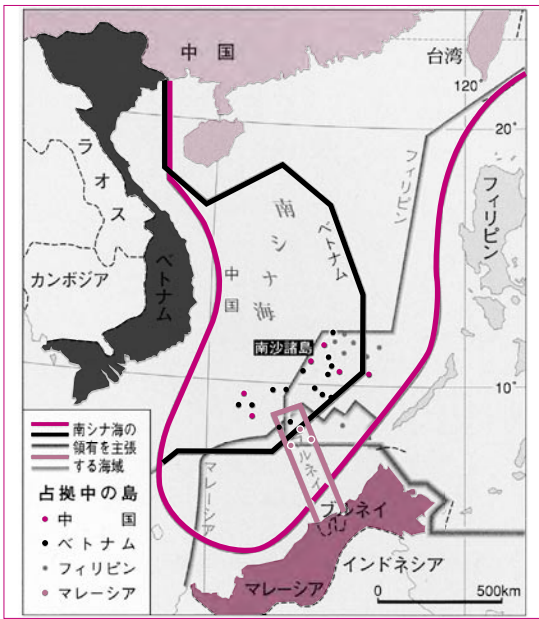 中国
台湾
120°
20°
ラオス
フィリピン
フィリピン
南シナ海
ベトナム
中国
カンボジア
ベトナム
南沙諸島
10°
南シナ海の
領有を主張
する海域
マレーシア
ブルネイ
占拠中の島
中国
ベトナム
フィリピン
マレーシア
ブルネイ
インドネシア
マレーシア
0 500km